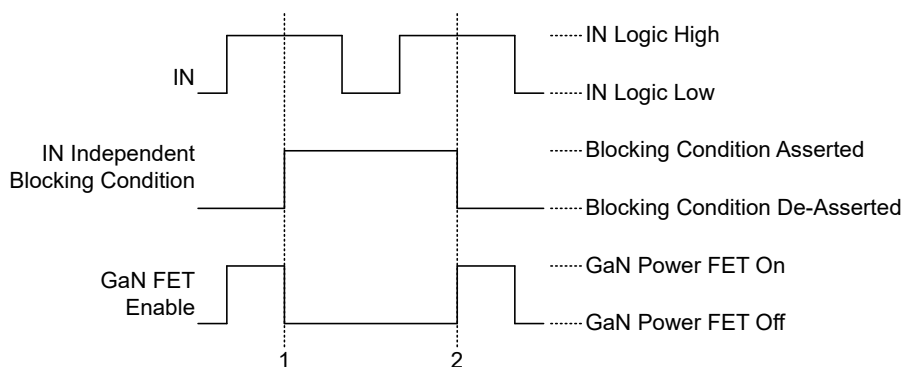 IN Logic High
IN
IN Logic Low
IN Independent
Blocking Condition
Blocking Condition Asserted
Blocking Condition De-Asserted
GaN FET
Enable
GaN Power FET On
GaN Power FET Off
1
2